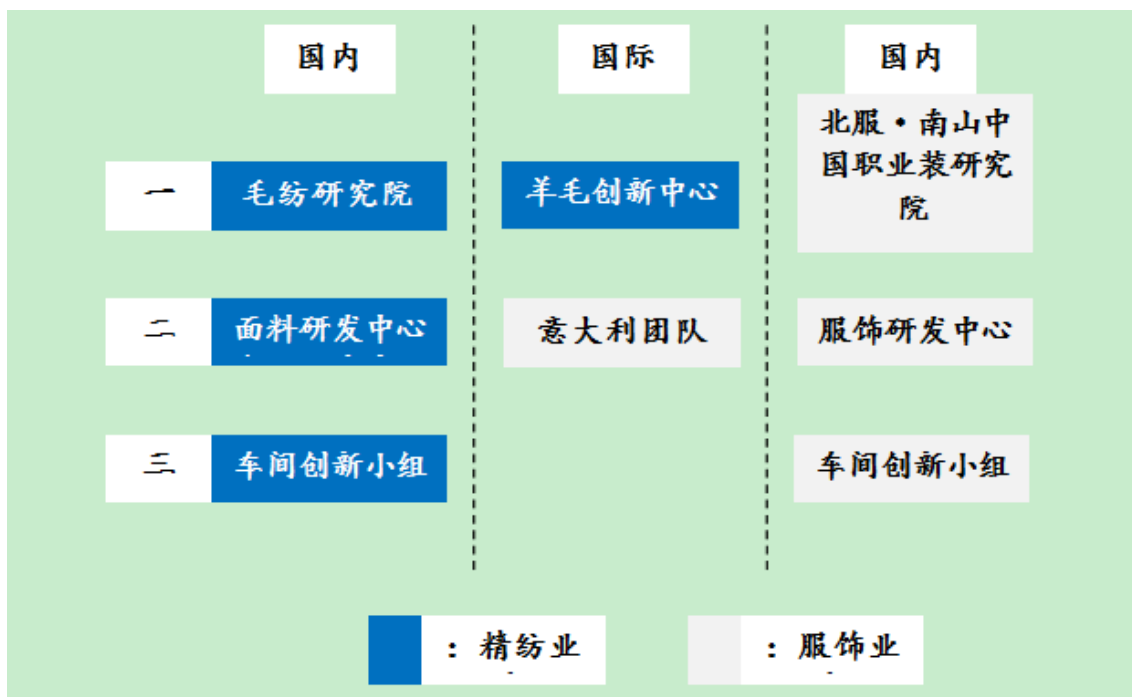 国内
国际
国内
北服·南山中
国职业装研究
院
一
毛纺研究院
羊毛创新中心
二
面料研发中心
意大利团队
服饰研发中心
三
车间创新小组
车间创新小组
：精纺业
：服饰业